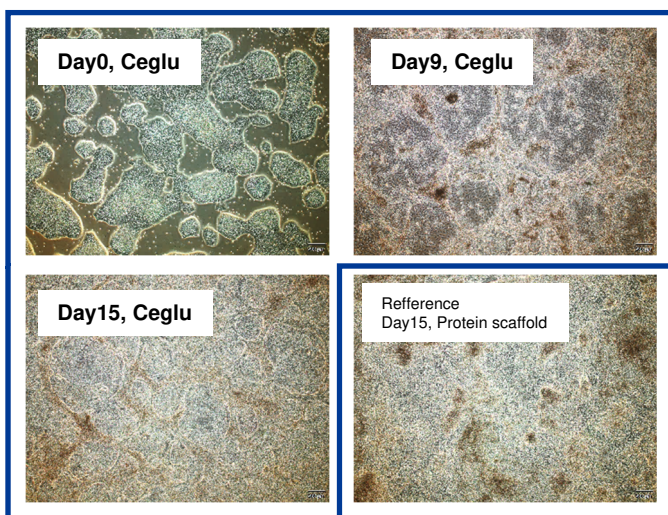 Day0, Ceglu
Day9, Ceglu
Day15, Ceglu
Refference
Day15, Protein scaffold